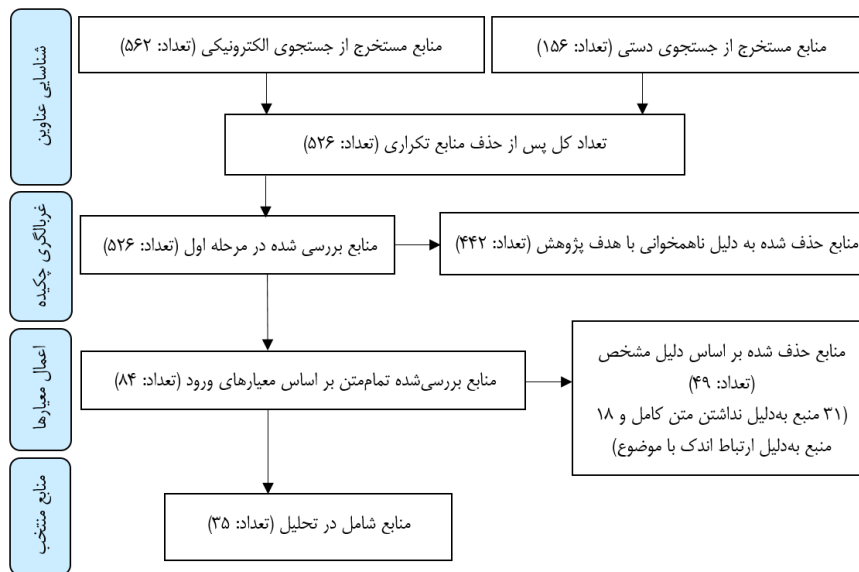 شناسایی عناوین
منابع مستخرج از جستجوی دستی (تعداد: ۱۵۶)
منابع مستخرج از جستجوی الکترونیکی (تعداد: ۵۶۲)
تعداد کل پس از حذف منابع تکراری (تعداد: ۵۲۶)
غربالگری چکیده
منابع بررسی شده در مرحله اول (تعداد: ۵۲۶)
منابع حذف شده به دلیل ناهمخوانی با هدف پژوهش (تعداد: ۴۴۲)
اعمال معیارها
منابع بررسی‌شده تمام‌متن بر اساس معیارهای ورود (تعداد: ۸۴)
منابع حذف شده بر اساس دلیل مشخص
(تعداد: ۴۹)
(۳۱ منبع به‌دلیل نداشتن متن کامل و ۱۸
منبع به‌دلیل ارتباط اندک با موضوع)
منابع منتخب
منابع شامل در تحلیل (تعداد: ۳۵)